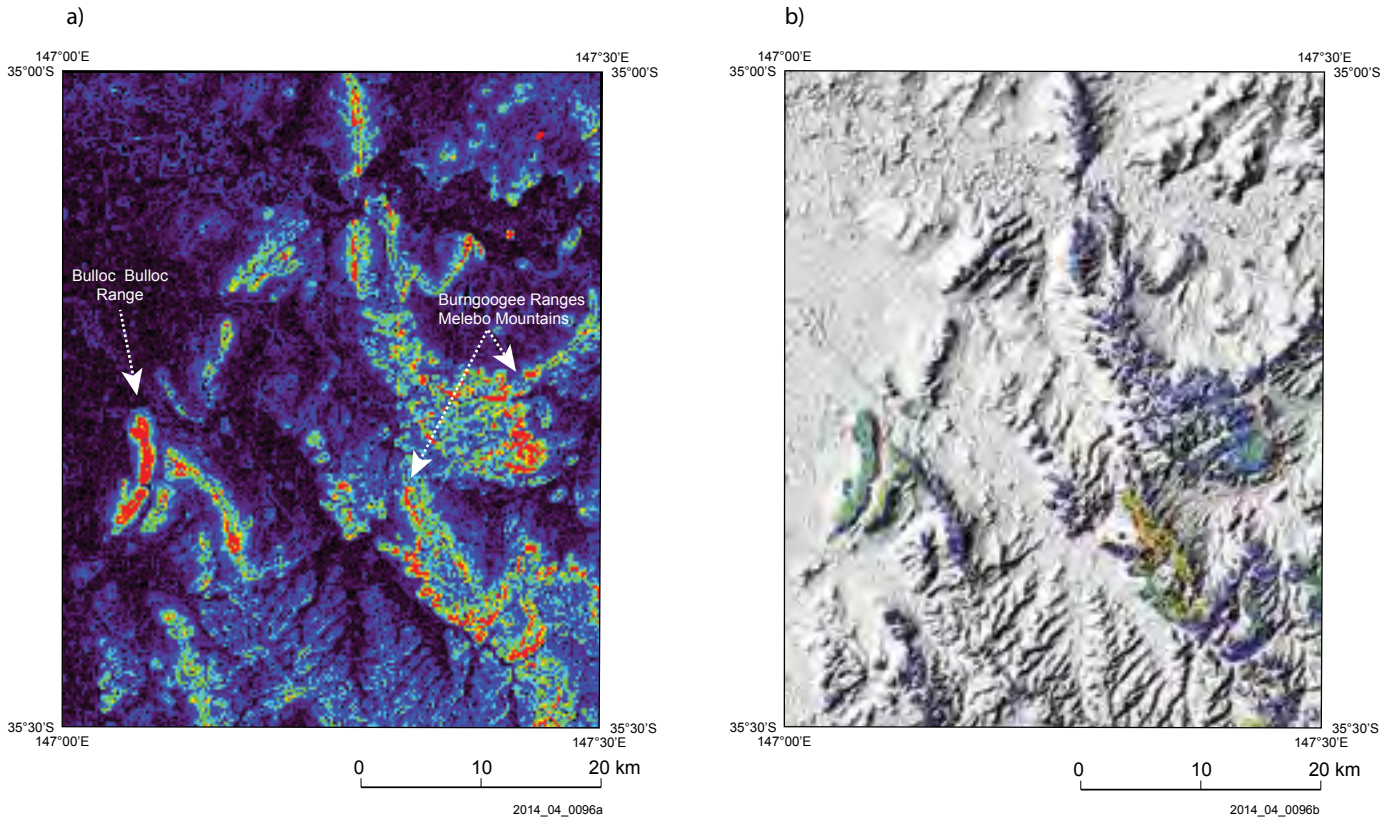 a)
147°00'E
147°30'E
35°00'S
35°00'S
Bulloc Bulloc
Range
Burngoogee Ranges
Melebo Mountains
35°30'S
35°30'S
147°00'E
147°30'E
0
10
20 km
2014_04_0096a
b)
147°00'E
147°30'E
35°00'S
35°00'S
35°30'S
35°30'S
147°00'E
147°30'E
0
10
20 km
2014_04_0096b